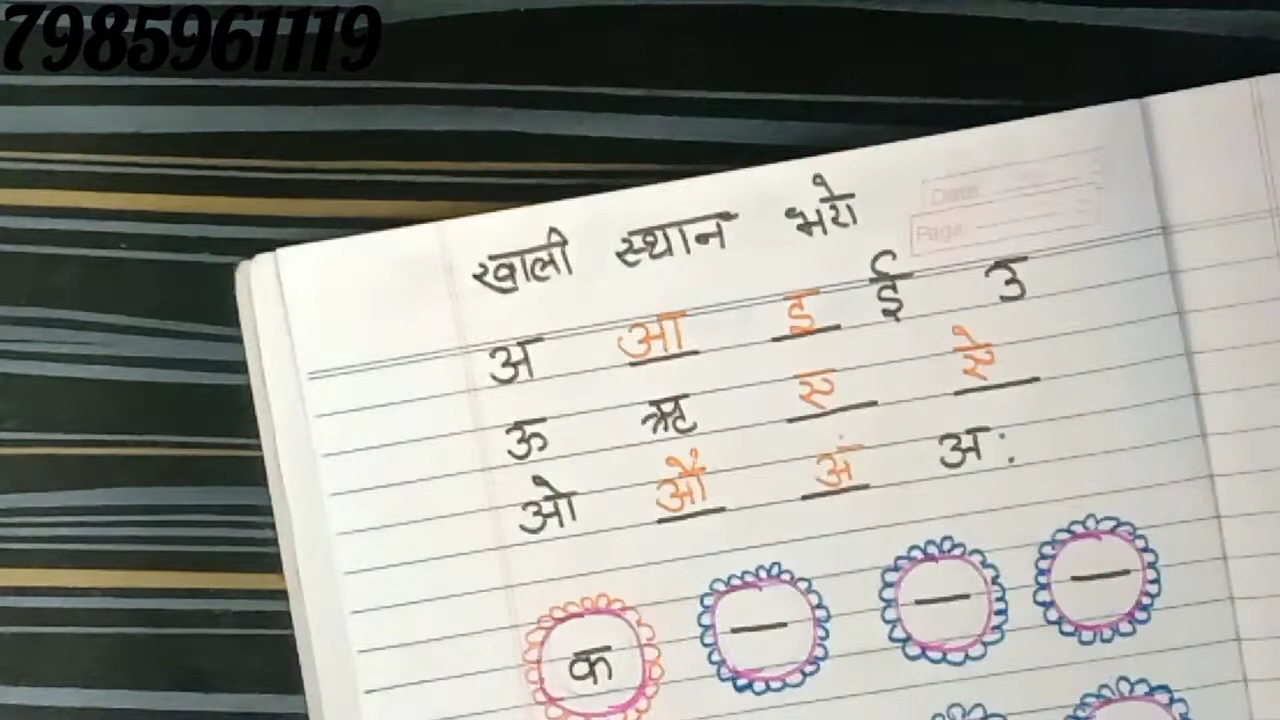 7985961119
Date:
Page:
खाली स्थान भरो
अ आ इ ई उ
ऊ ऋ ए ऐ
ओ औ अं अः
क — — —